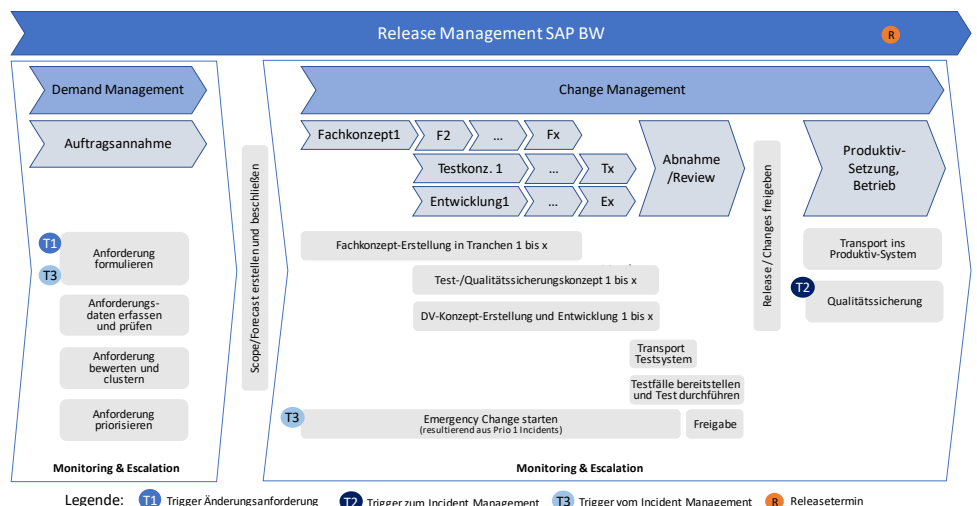 Release Management SAP BW
R
Demand Management
Change Management
Auftragsannahme
Fachkonzept1
F2
...
Fx
Testkonz. 1
...
Tx
Entwicklung1
...
Ex
Abnahme
/Review
Produktiv-
Setzung,
Betrieb
Scope/Forecast erstellen und beschließen
Release / Changes freigeben
T1
T3
Anforderung
formulieren
Anforderungs-
daten erfassen
und prüfen
Anforderung
bewerten und
clustern
Anforderung
priorisieren
Monitoring & Escalation
Fachkonzept-Erstellung in Tranchen 1 bis x
Test-/Qualitätssicherungskonzept 1 bis x
DV-Konzept-Erstellung und Entwicklung 1 bis x
Transport
Testsystem
Testfälle bereitstellen
und Test durchführen
T3
Emergency Change starten
(resultierend aus Prio 1 Incidents)
Freigabe
Transport ins
Produktiv-System
T2
Qualitätssicherung
Monitoring & Escalation
Legende:
T1 Trigger Änderungsanforderung
T2 Trigger zum Incident Management
T3 Trigger vom Incident Management
R Releasetermin